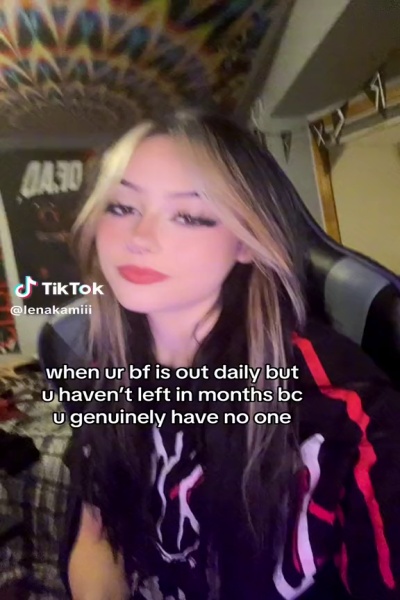 TikTok
@lenakamiii
when ur bf is out daily but
u haven't left in months bc
u genuinely have no one